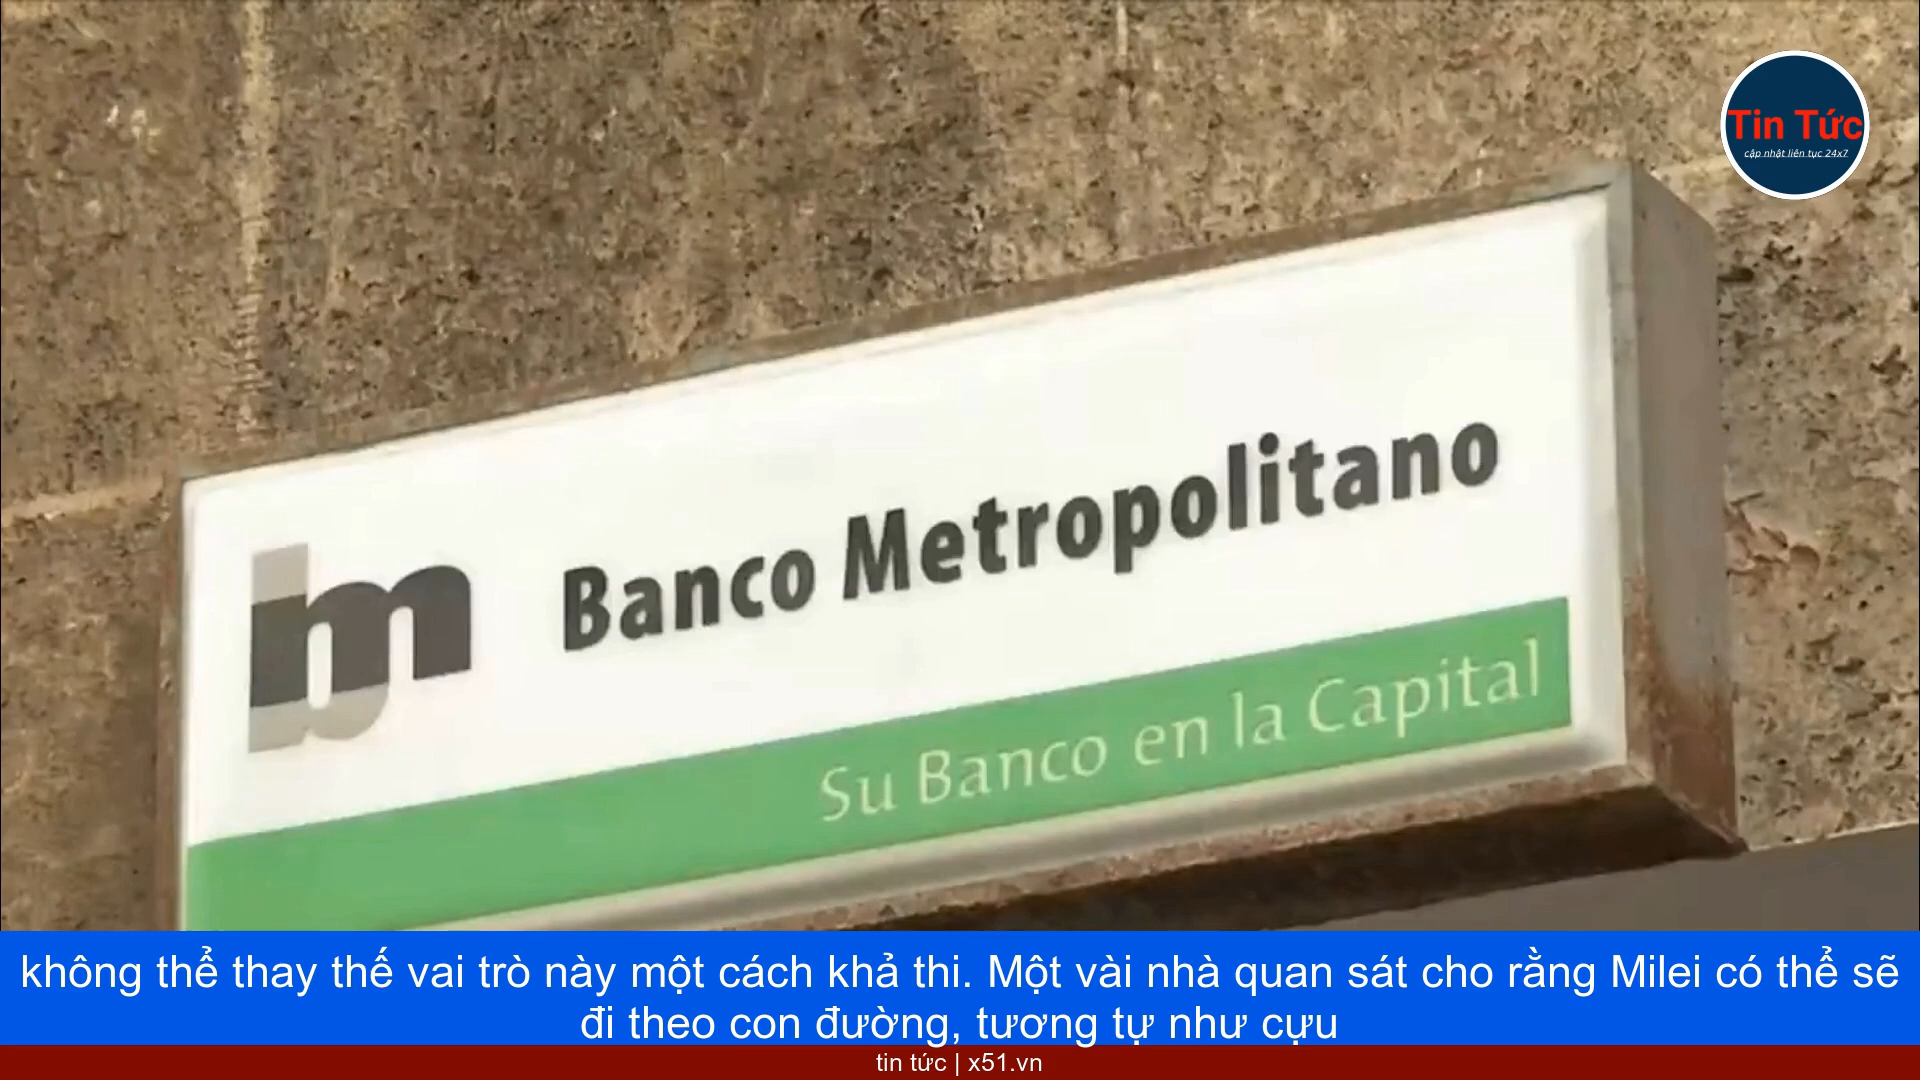 Tin Tức
cập nhật liên tục 24x7
bm
Banco Metropolitano
Su Banco en la Capital
không thể thay thế vai trò này một cách khả thi. Một vài nhà quan sát cho rằng Milei có thể sẽ
đi theo con đường, tương tự như cựu
tin tức | x51.vn